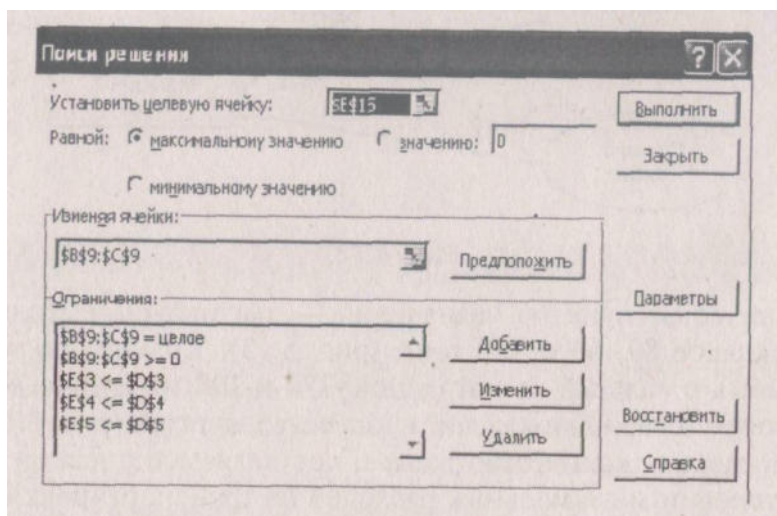 Поиск решения
Установить целевую ячейку: $E$15
Выполнить
Равной: максимальному значению значению: 0
Закрыть
минимальному значению
Изменяя ячейки:
$B$9:$C$9
Предположить
Ограничения:
Параметры
$B$9:$C$9 = целое
$B$9:$C$9 >= 0
$E$3 <= $D$3
$E$4 <= $D$4
$E$5 <= $D$5
Добавить
Изменить
Удалить
Восстановить
Справка